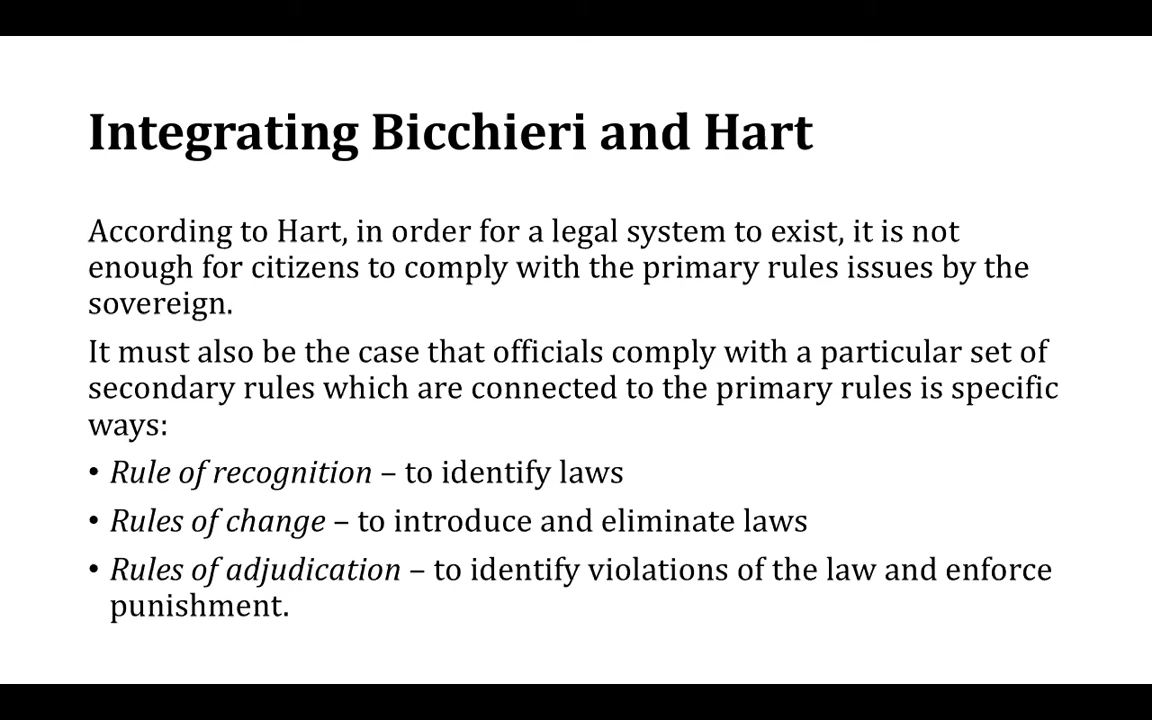 Integrating Bicchieri and Hart
According to Hart, in order for a legal system to exist, it is not
enough for citizens to comply with the primary rules issues by the
sovereign.
It must also be the case that officials comply with a particular set of
secondary rules which are connected to the primary rules is specific
ways:
• Rule of recognition – to identify laws
• Rules of change – to introduce and eliminate laws
• Rules of adjudication – to identify violations of the law and enforce
punishment.